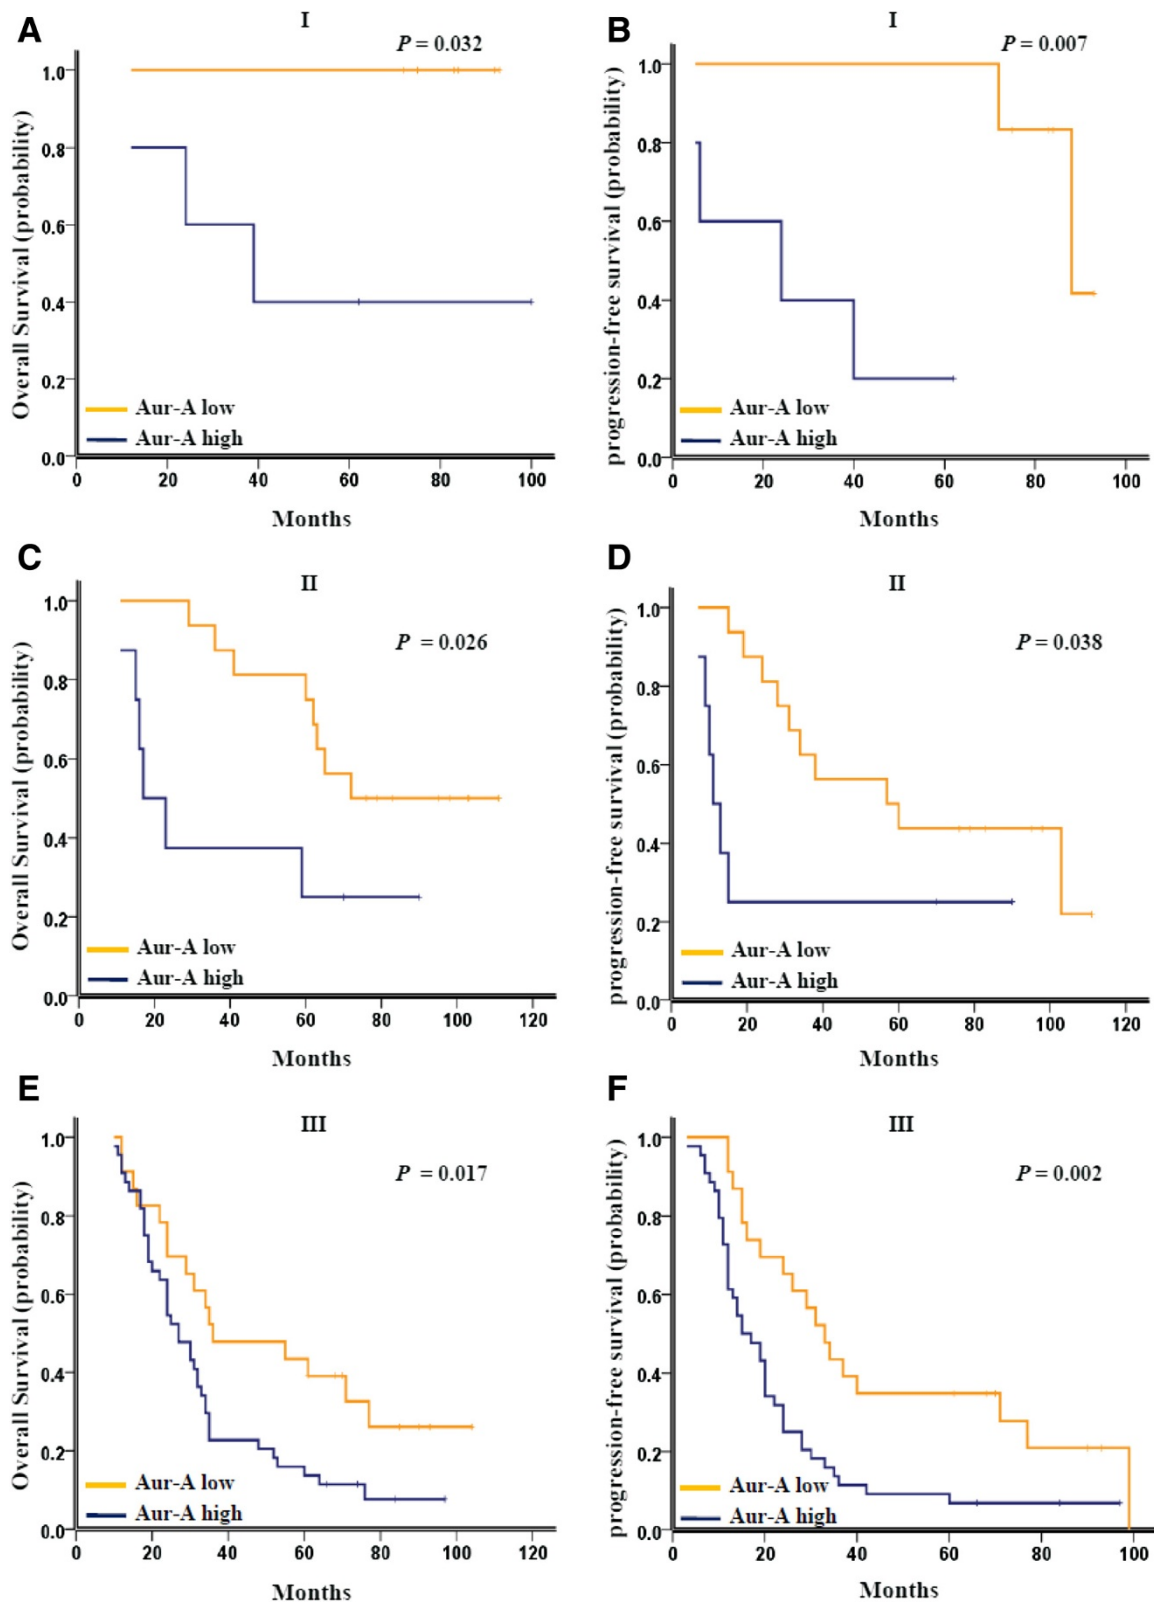 A
I
P = 0.032
Overall Survival (probability)
1.0
0.8
0.6
0.4
0.2
0.0
Aur-A low
Aur-A high
0 20 40 60 80 100
Months
B
I
P = 0.007
progression-free survival (probability)
1.0
0.8
0.6
0.4
0.2
0.0
Aur-A low
Aur-A high
0 20 40 60 80 100
Months
C
II
P = 0.026
Overall Survival (probability)
1.0
0.8
0.6
0.4
0.2
0.0
Aur-A low
Aur-A high
0 20 40 60 80 100 120
Months
D
II
P = 0.038
progression-free survival (probability)
1.0
0.8
0.6
0.4
0.2
0.0
Aur-A low
Aur-A high
0 20 40 60 80 100 120
Months
E
III
P = 0.017
Overall Survival (probability)
1.0
0.8
0.6
0.4
0.2
0.0
Aur-A low
Aur-A high
0 20 40 60 80 100 120
Months
F
III
P = 0.002
progression-free survival (probability)
1.0
0.8
0.6
0.4
0.2
0.0
Aur-A low
Aur-A high
0 20 40 60 80 100
Months